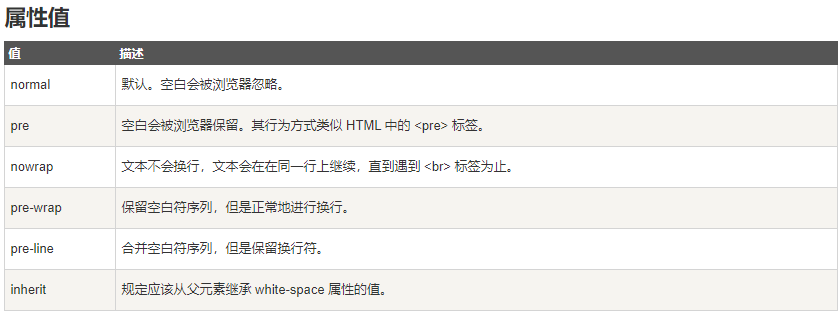 属性值
值 描述
normal 默认。空白会被浏览器忽略。
pre 空白会被浏览器保留。其行为方式类似 HTML 中的 <pre> 标签。
nowrap 文本不会换行，文本会在在同一行上继续，直到遇到 <br> 标签为止。
pre-wrap 保留空白符序列，但是正常地进行换行。
pre-line 合并空白符序列，但是保留换行符。
inherit 规定应该从父元素继承 white-space 属性的值。